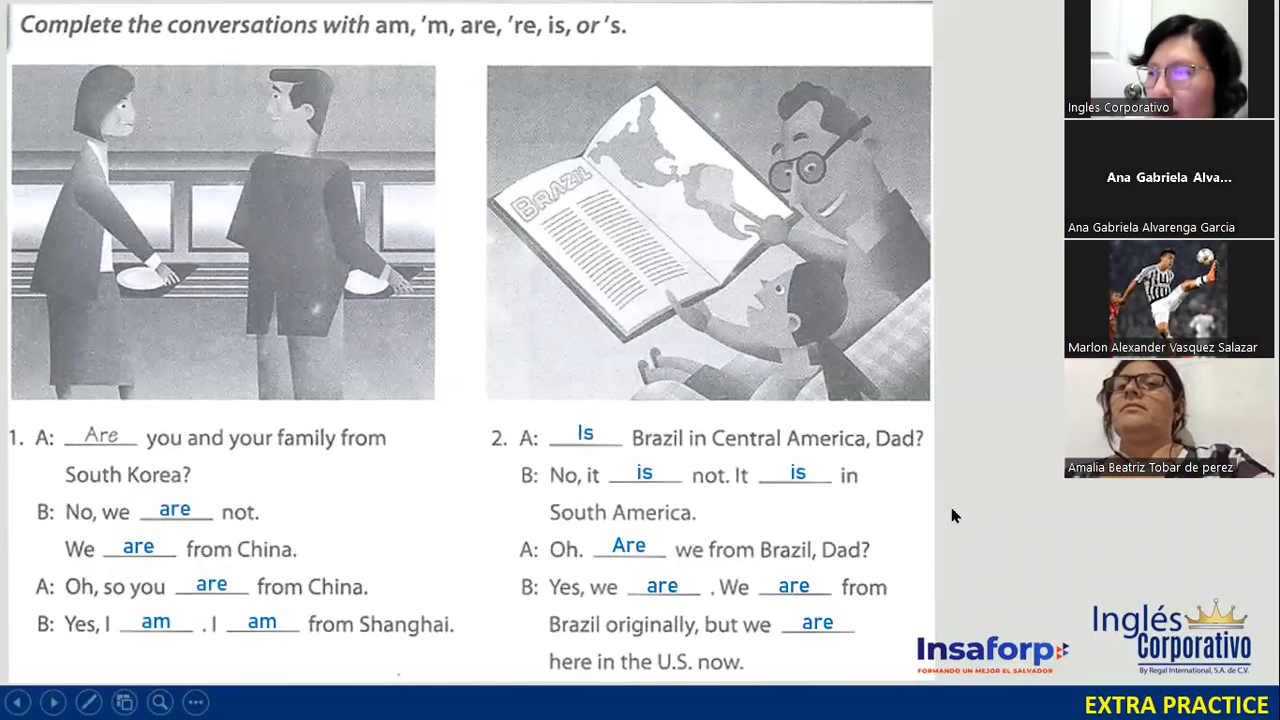 Complete the conversations with am, 'm, are, 're, is, or 's.
BRAZIL
1. A: Are you and your family from
South Korea?
B: No, we are not.
We are from China.
A: Oh, so you are from China.
B: Yes, I am . I am from Shanghai.
2. A: Is Brazil in Central America, Dad?
B: No, it is not. It is in
South America.
A: Oh. Are we from Brazil, Dad?
B: Yes, we are . We are from
Brazil originally, but we are
here in the U.S. now.
Insaforp
FORMANDO UN MEJOR EL SALVADOR
Inglés
Corporativo
By Regal International, S.A. de C.V.
EXTRA PRACTICE
Ingles Corporativo
Ana Gabriela Alva...
Ana Gabriela Alvarenga Garcia
Marlon Alexander Vasquez Salazar
Amalia Beatriz Tobar de perez